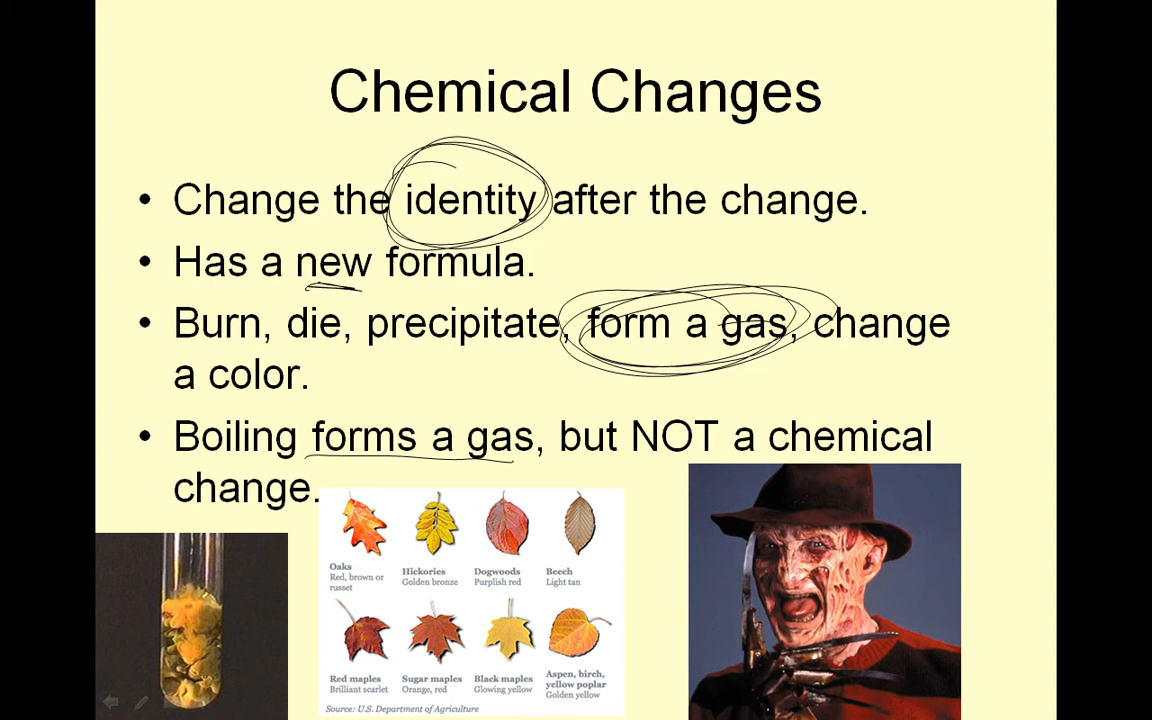 Chemical Changes
• Change the identity after the change.
• Has a new formula.
• Burn, die, precipitate, form a gas, change
a color.
• Boiling forms a gas, but NOT a chemical
change.
Oaks
Red, brown or
russet
Hickories
Golden bronze
Dogwoods
Purplish red
Beech
Light tan
Red maples
Brilliant scarlet
Sugar maples
Orange, red
Black maples
Glowing yellow
Aspen, birch,
yellow poplar
Golden yellow
Source: U.S. Department of Agriculture